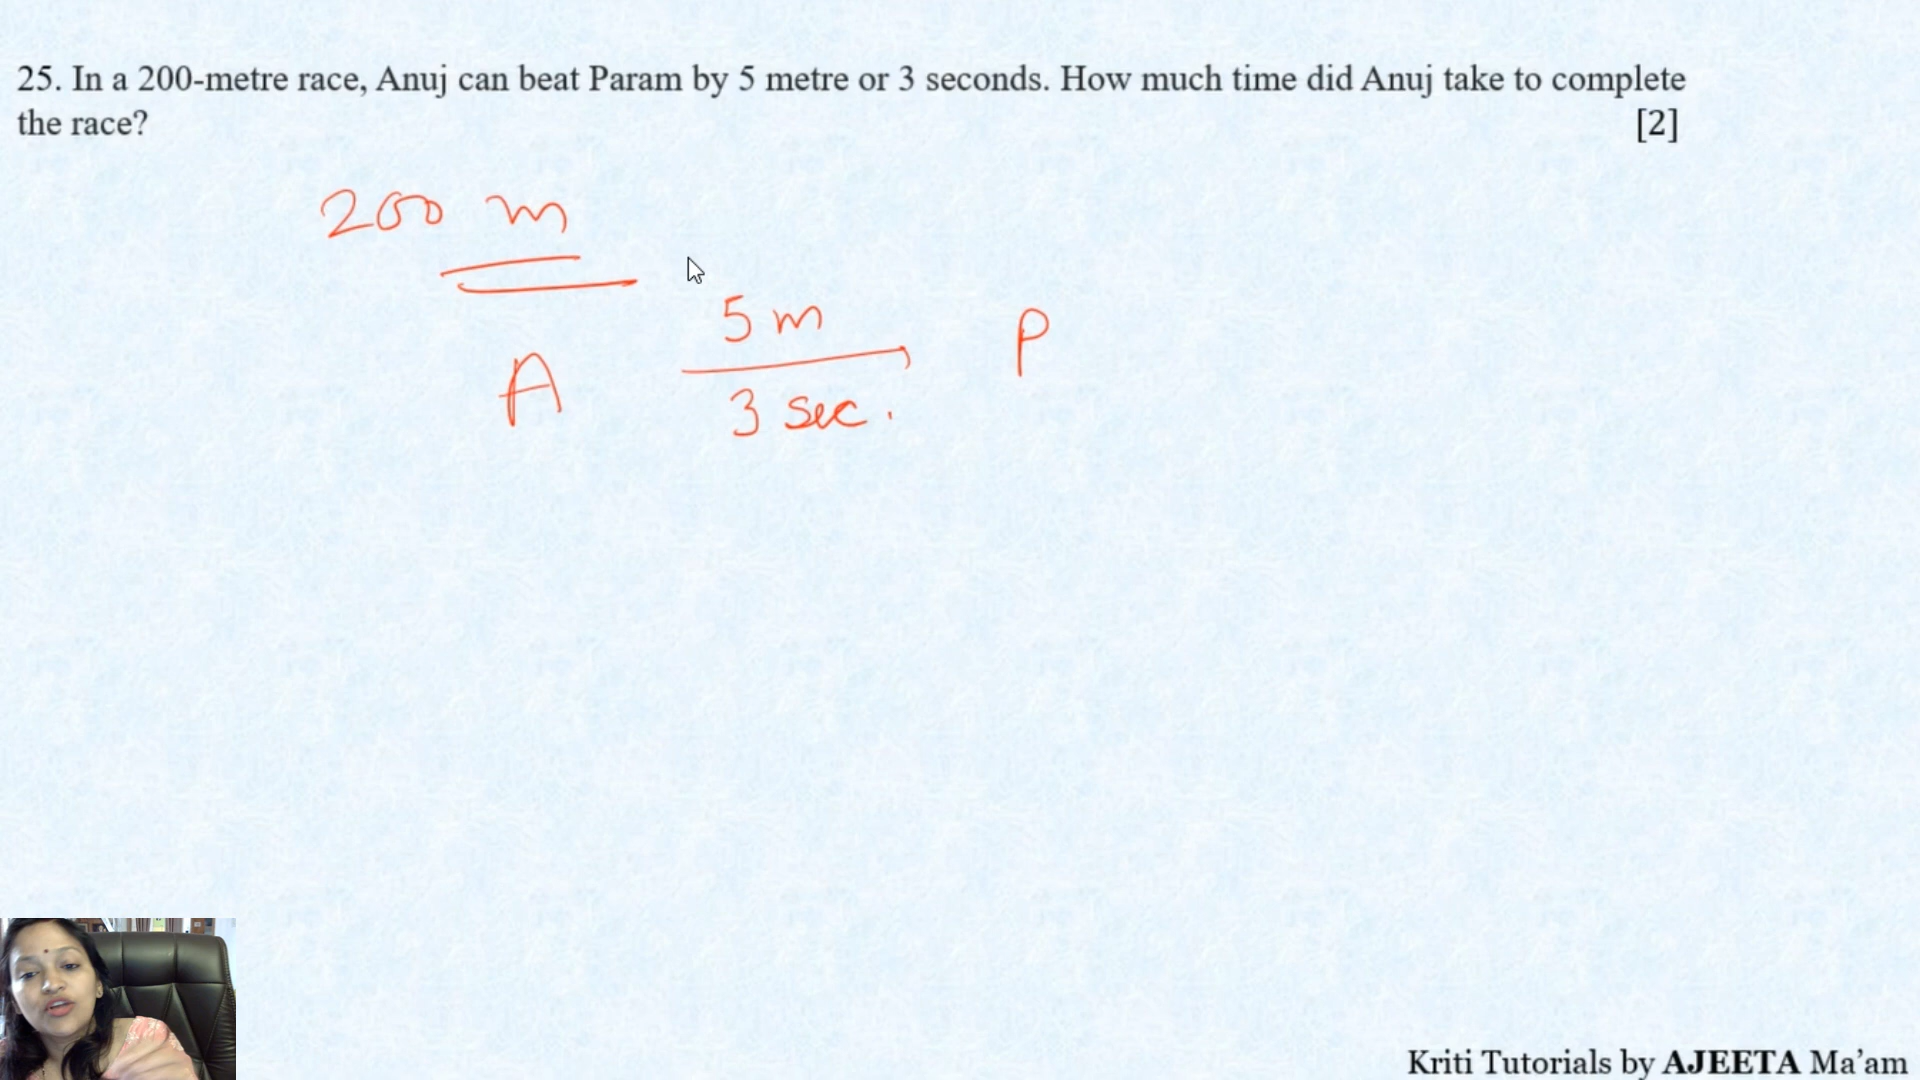 25. In a 200-metre race, Anuj can beat Param by 5 metre or 3 seconds. How much time did Anuj take to complete
the race? [2]
200 m
5 m
A P
3 sec.
Kriti Tutorials by AJEETA Ma’am